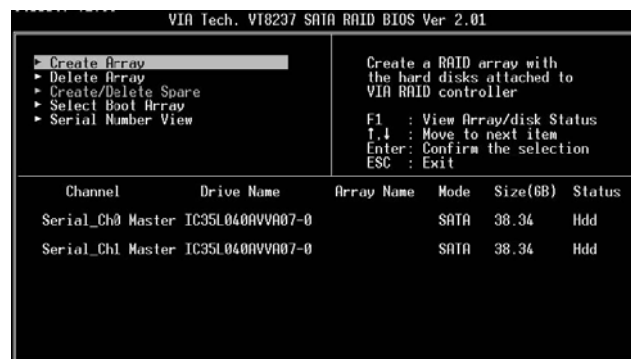 VIA Tech. VT8237 SATA RAID BIOS Ver 2.01
► Create Array
► Delete Array
► Create/Delete Spare
► Select Boot Array
► Serial Number View
Create a RAID array with
the hard disks attached to
VIA RAID controller
F1 : View Array/disk Status
↑,↓ : Move to next item
Enter: Confirm the selection
ESC : Exit
Channel Drive Name Array Name Mode Size(GB) Status
Serial_Ch0 Master IC35L040AVVA07-0 SATA 38.34 Hdd
Serial_Ch1 Master IC35L040AVVA07-0 SATA 38.34 Hdd